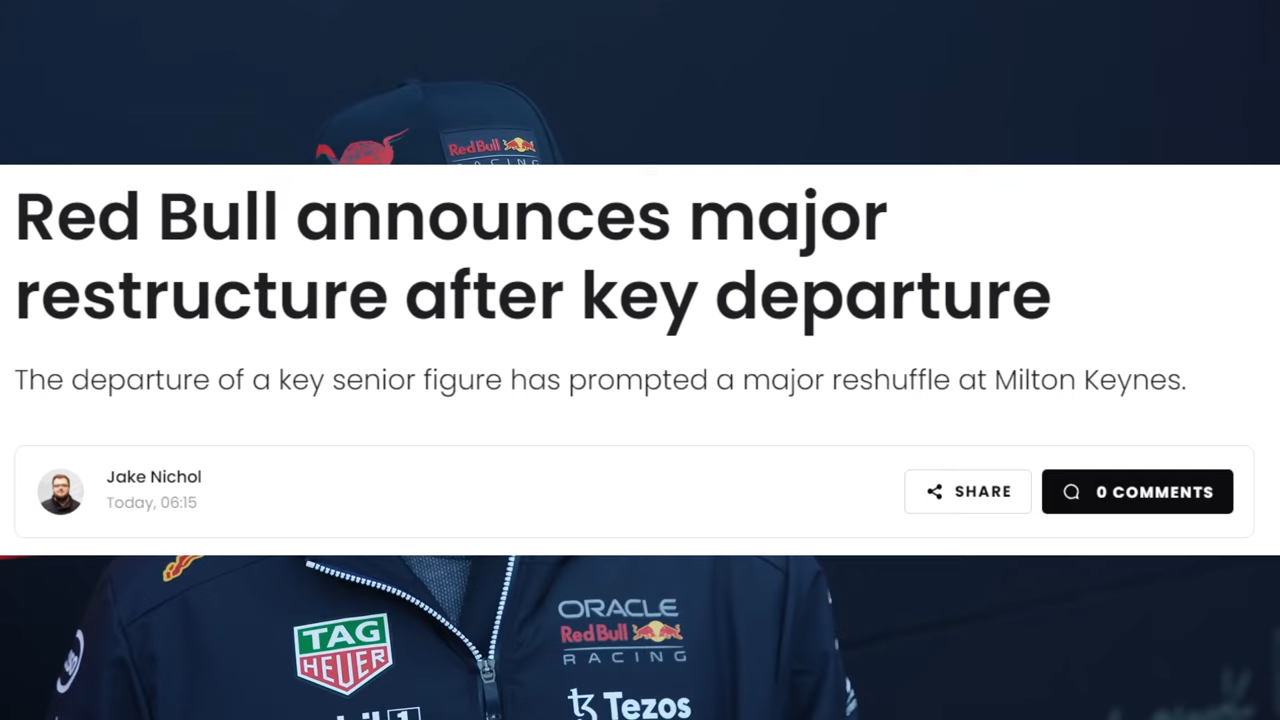 Red Bull
RACING
Red Bull announces major
restructure after key departure
The departure of a key senior figure has prompted a major reshuffle at Milton Keynes.
Jake Nichol
Today, 06:15
SHARE
0 COMMENTS
TAG
HEUER
ORACLE
Red Bull
RACING
Tezos